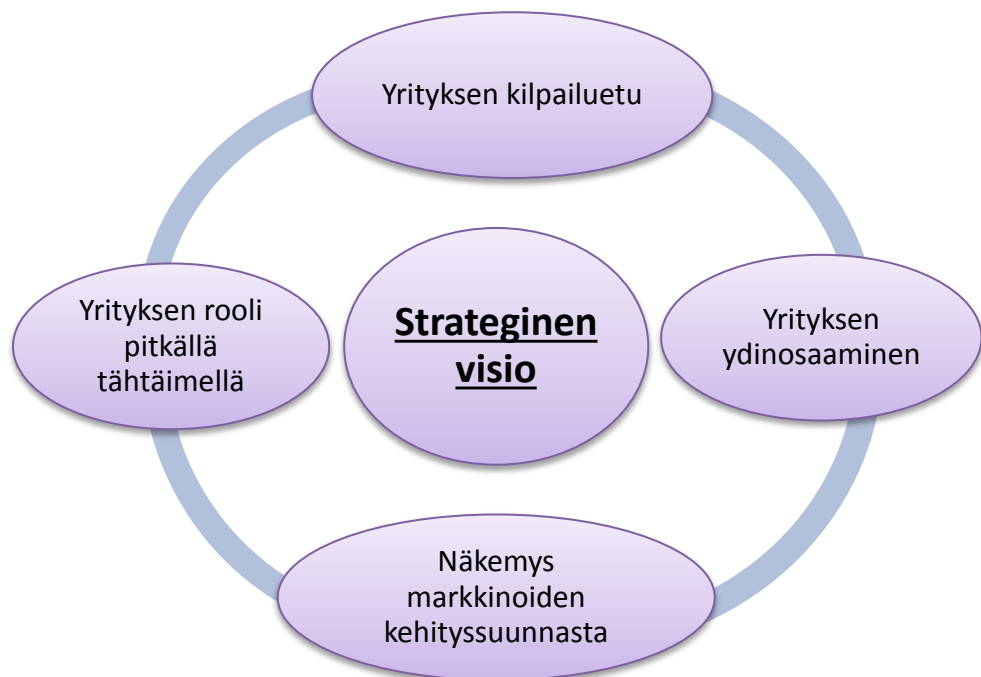 Yrityksen kilpailuetu
Yrityksen rooli
pitkällä
tähtäimellä
Strateginen
visio
Yrityksen
ydinosaaminen
Näkemys
markkinoiden
kehityssuunnasta